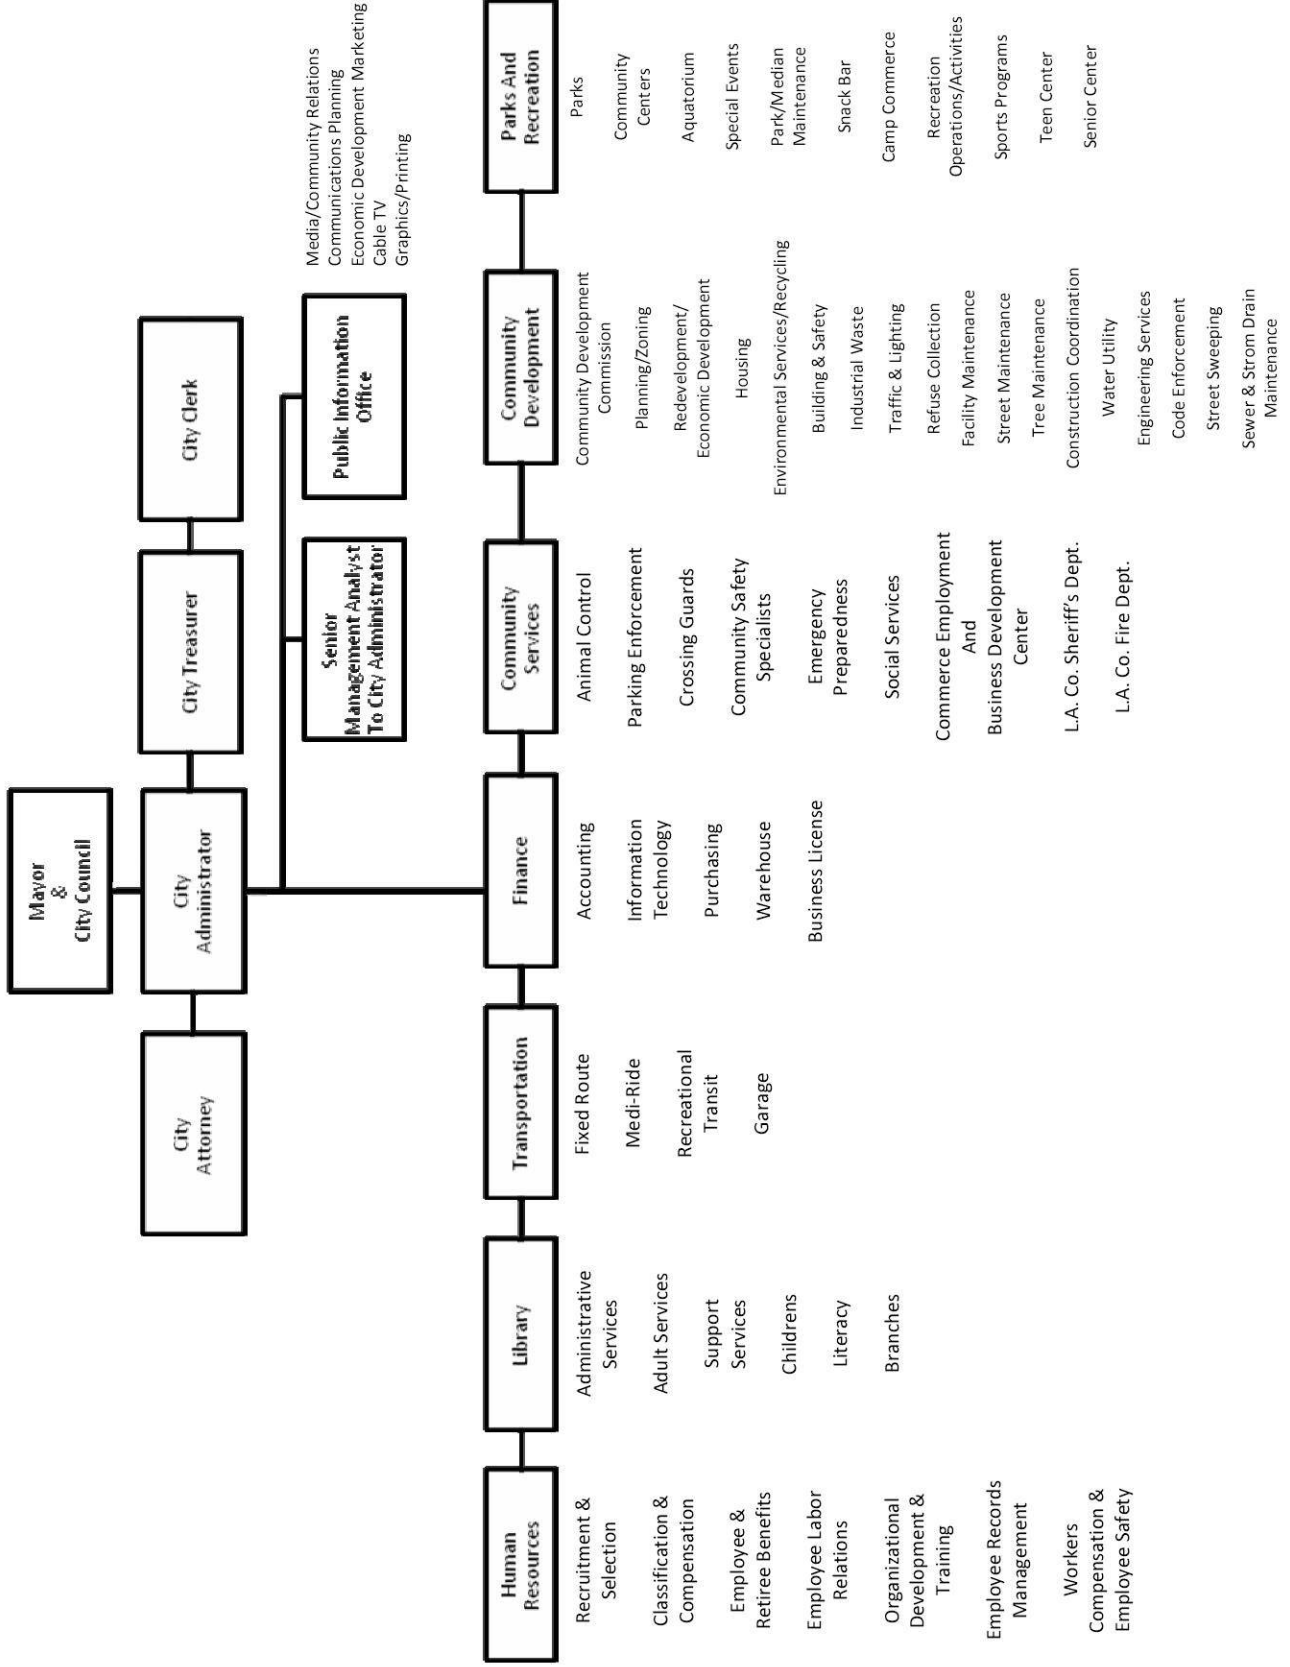 Mayor
&
City Council
City
Attorney
City
Administrator
City Treasurer
City Clerk
Senior
Management Analyst
To City Administrator
Public Information
Office
Media/Community Relations
Communications Planning
Economic Development Marketing
Cable TV
Graphics/Printing
Human
Resources
Recruitment &
Selection
Classification &
Compensation
Employee &
Retiree Benefits
Employee Labor
Relations
Organizational
Development &
Training
Employee Records
Management
Workers
Compensation &
Employee Safety
Library
Administrative
Services
Adult Services
Support
Services
Childrens
Literacy
Branches
Transportation
Fixed Route
Medi-Ride
Recreational
Transit
Garage
Finance
Accounting
Information
Technology
Purchasing
Warehouse
Business License
Community
Services
Animal Control
Parking Enforcement
Crossing Guards
Community Safety
Specialists
Emergency
Preparedness
Social Services
Commerce Employment
And
Business Development
Center
L.A. Co. Sheriff's Dept.
L.A. Co. Fire Dept.
Community
Development
Community Development
Commission
Planning/Zoning
Redevelopment/
Economic Development
Housing
Environmental Services/Recycling
Building & Safety
Industrial Waste
Traffic & Lighting
Refuse Collection
Facility Maintenance
Street Maintenance
Tree Maintenance
Construction Coordination
Water Utility
Engineering Services
Code Enforcement
Street Sweeping
Sewer & Strom Drain
Maintenance
Parks And
Recreation
Parks
Community
Centers
Aquatorium
Special Events
Park/Median
Maintenance
Snack Bar
Camp Commerce
Recreation
Operations/Activities
Sports Programs
Teen Center
Senior Center